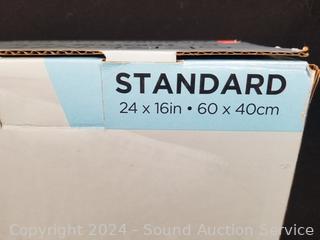 STANDARD
24 x 16in • 60 x 40cm
Copyright 2024 - Sound Auction Service